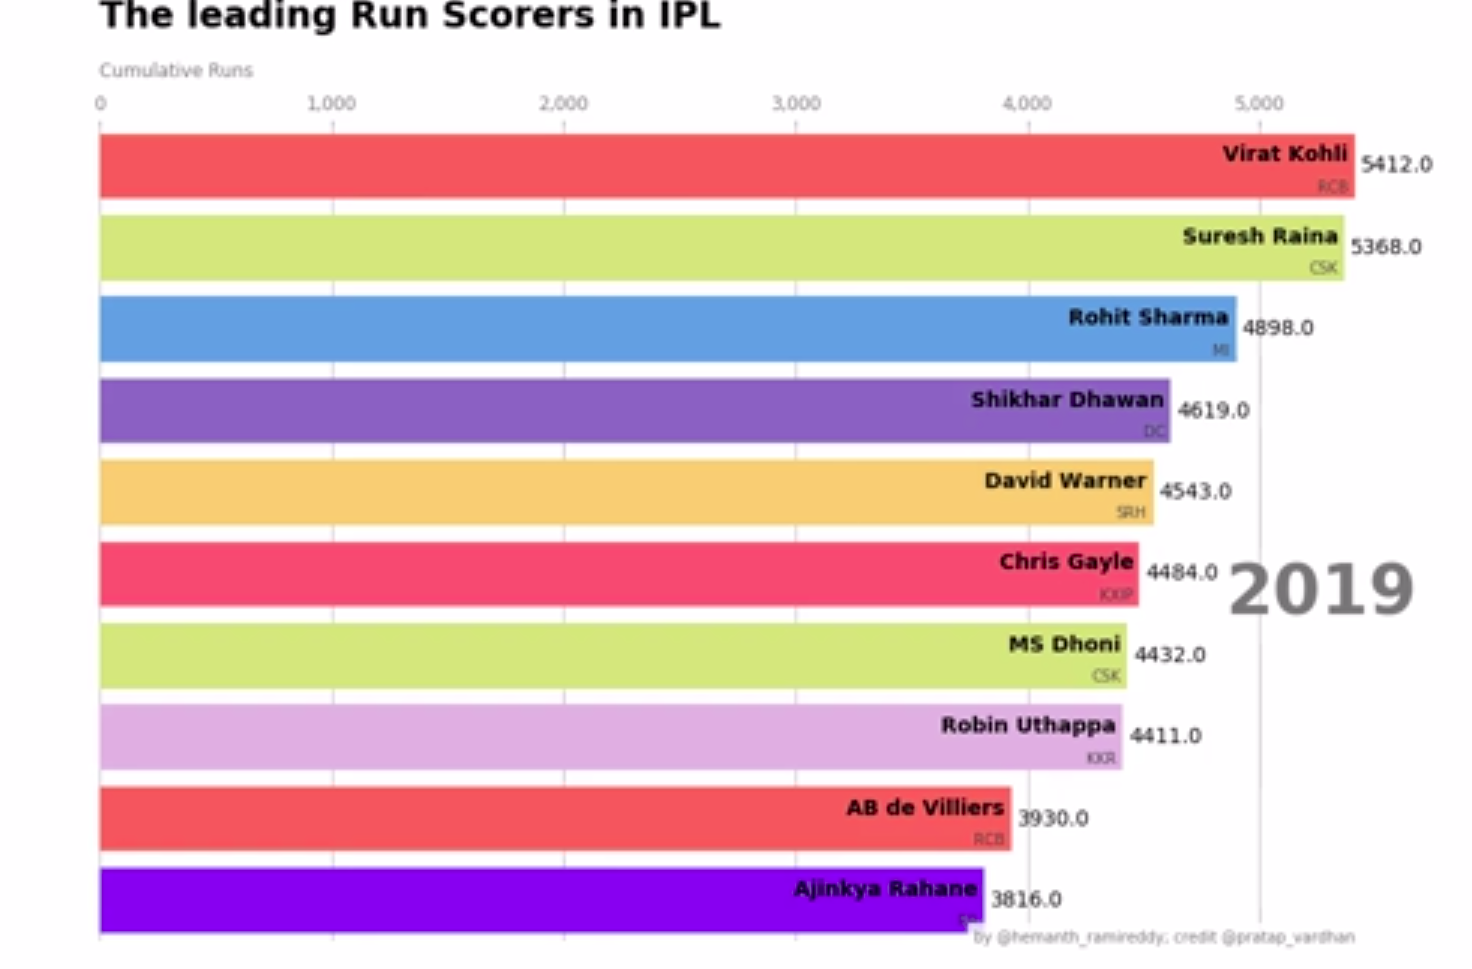 The leading Run Scorers in IPL
Cumulative Runs
0 1,000 2,000 3,000 4,000 5,000
Virat Kohli 5412.0
RCB
Suresh Raina 5368.0
CSK
Rohit Sharma 4898.0
MI
Shikhar Dhawan 4619.0
DC
David Warner 4543.0
SRH
Chris Gayle 4484.0
KXIP
2019
MS Dhoni 4432.0
CSK
Robin Uthappa 4411.0
KKR
AB de Villiers 3930.0
RCB
Ajinkya Rahane 3816.0
by @hemanth_ramireddy; credit @pratap_vardhan